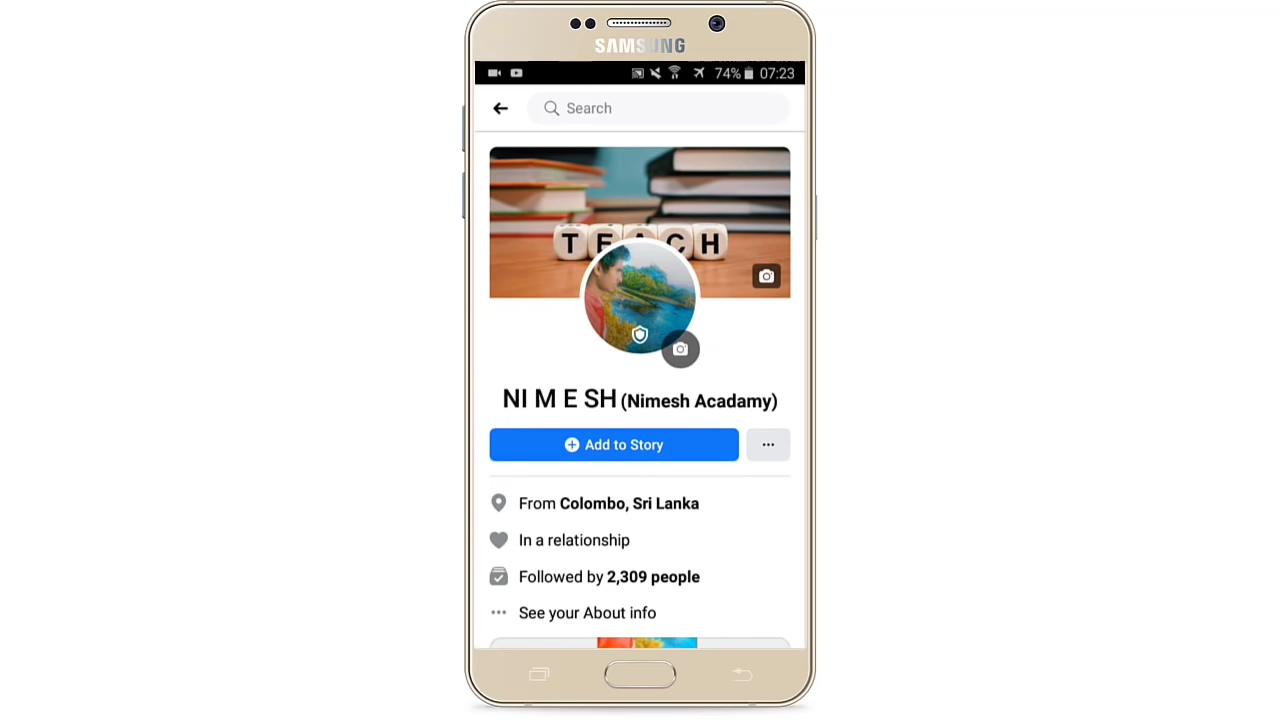 SAMSUNG
74% 07:23
Search
TEACH
NI M E SH (Nimesh Acadamy)
Add to Story
From Colombo, Sri Lanka
In a relationship
Followed by 2,309 people
See your About info